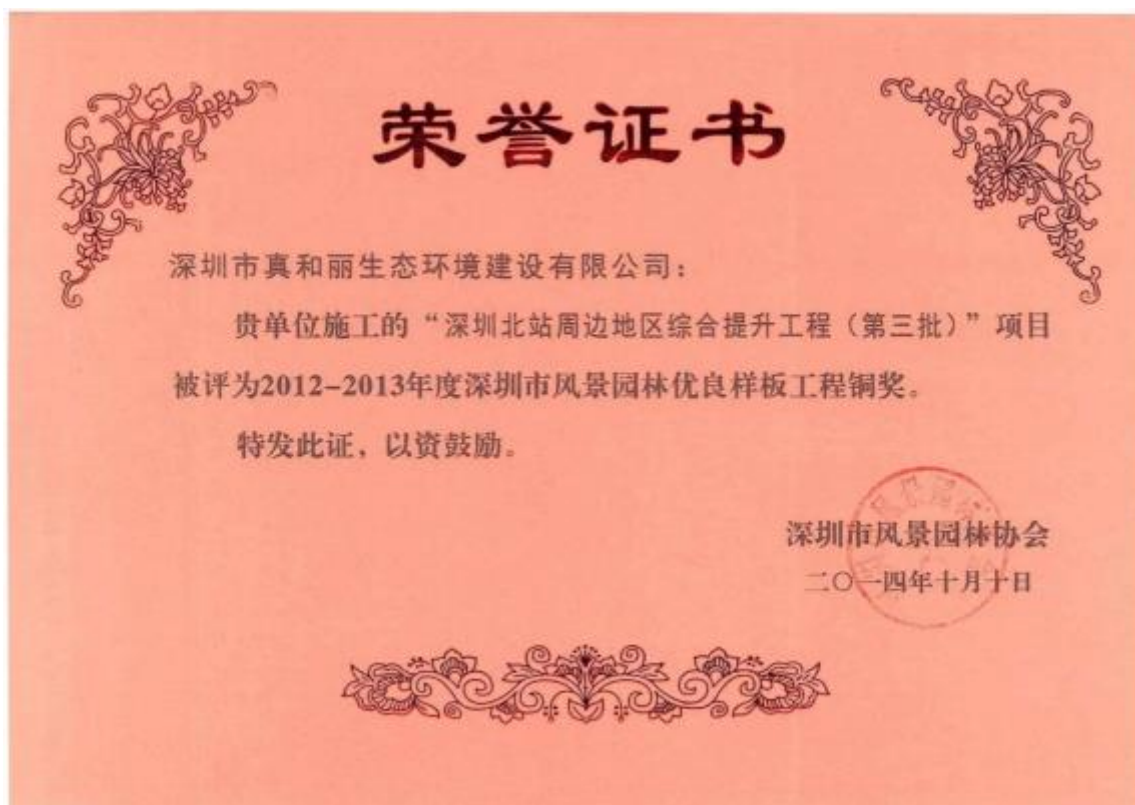 荣誉证书
深圳市真和丽生态环境建设有限公司：
贵单位施工的“深圳北站周边地区综合提升工程（第三批）”项目
被评为2012-2013年度深圳市风景园林优良样板工程铜奖。
特发此证，以资鼓励。
深圳市风景园林协会
二〇一四年十月十日